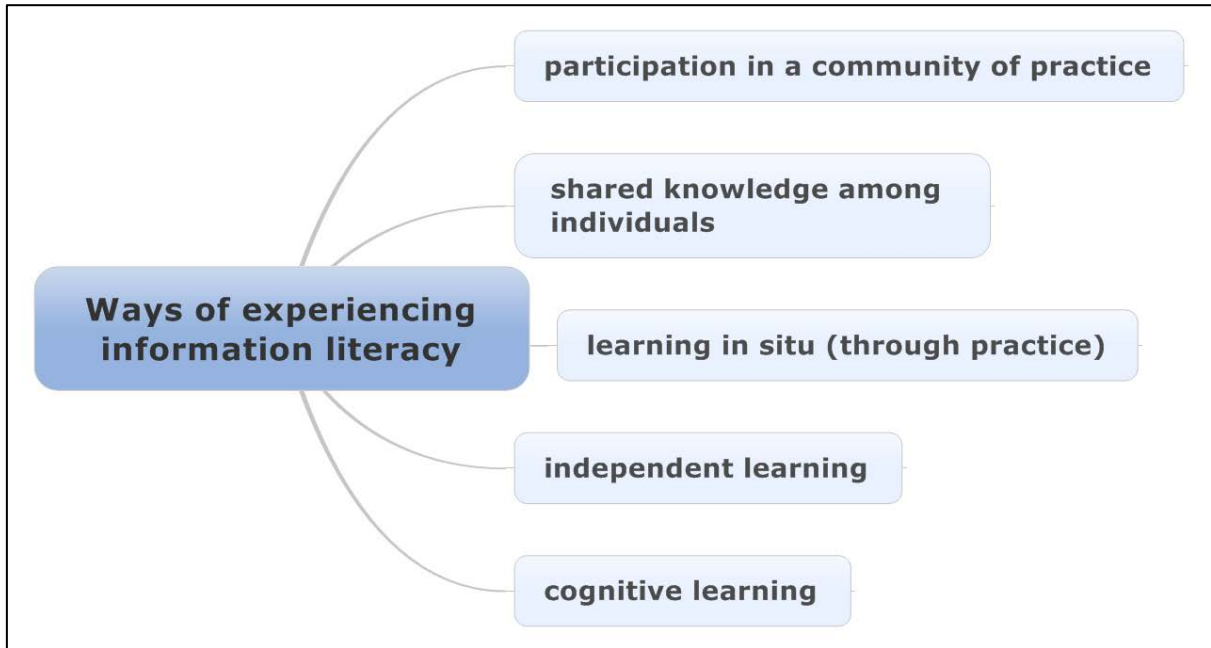 participation in a community of practice
shared knowledge among
individuals
Ways of experiencing
information literacy
learning in situ (through practice)
independent learning
cognitive learning